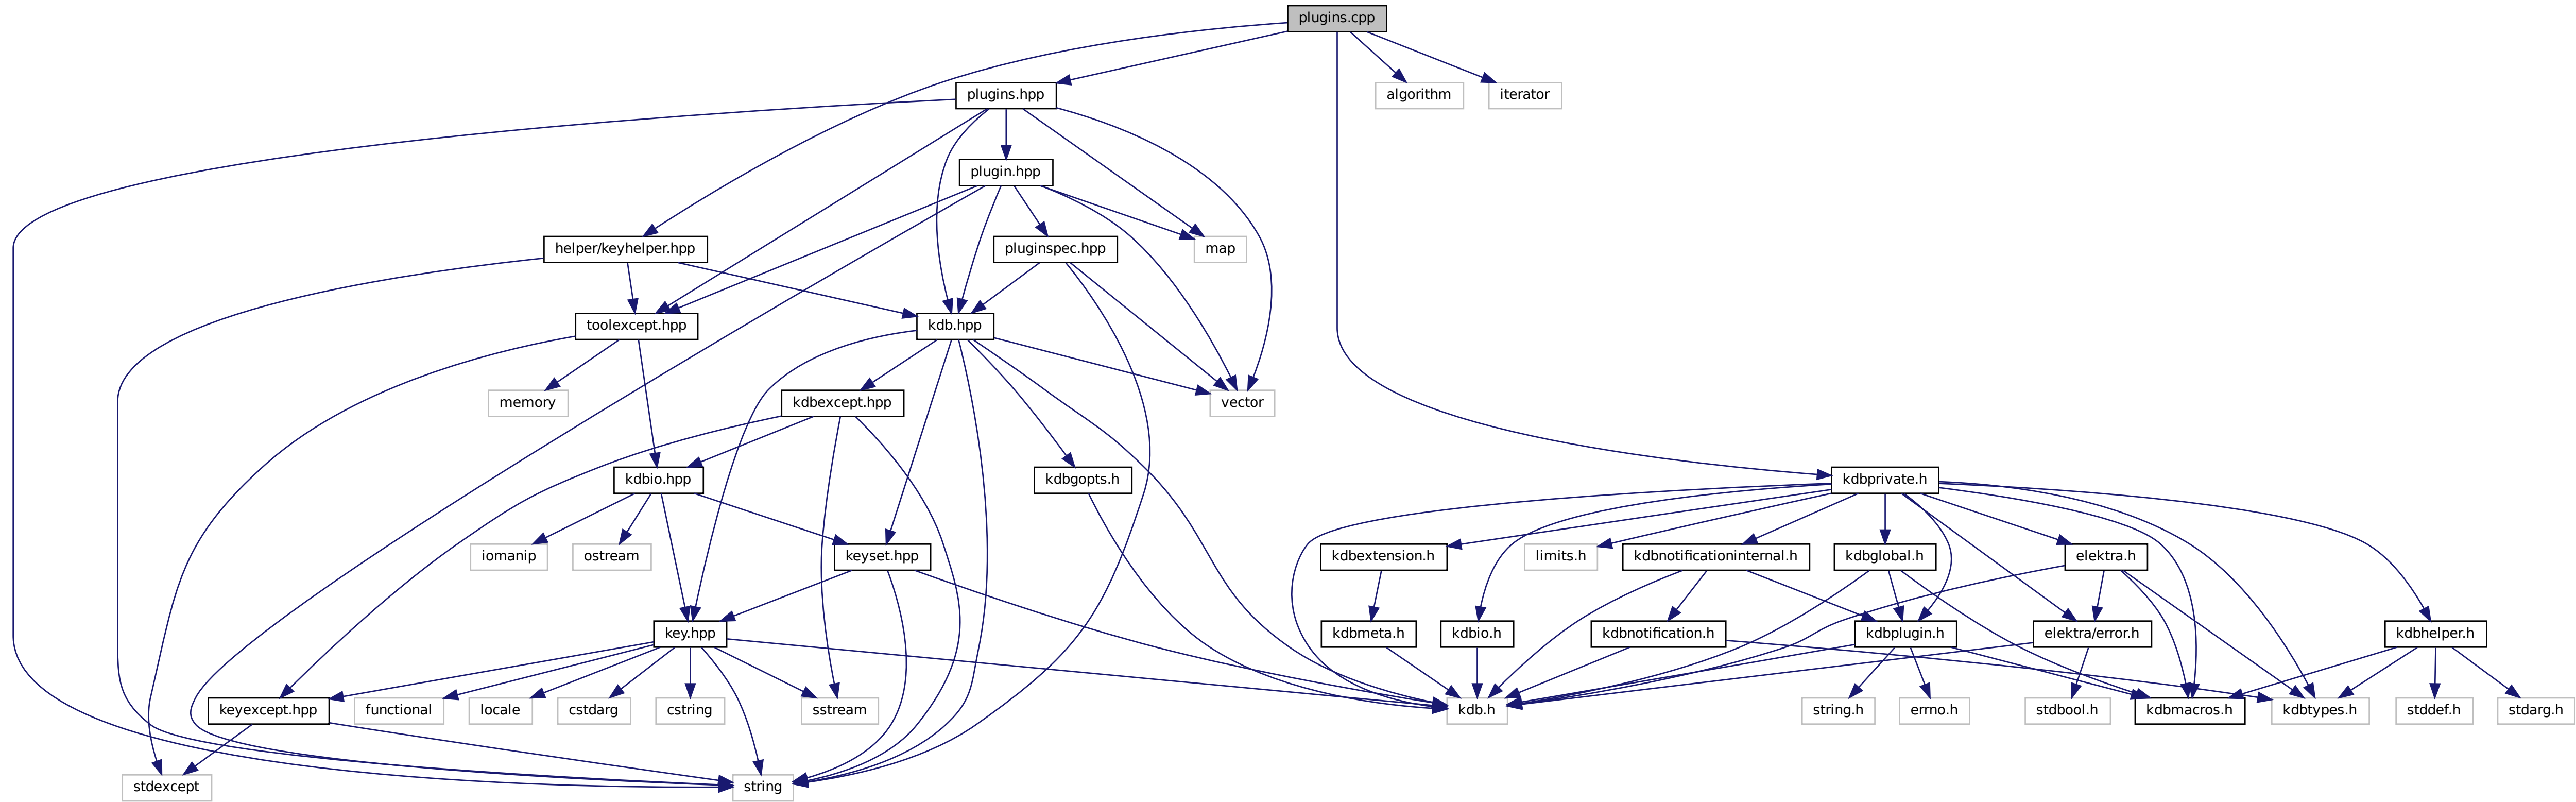 plugins.cpp
plugins.hpp
algorithm
iterator
plugin.hpp
helper/keyhelper.hpp
pluginspec.hpp
map
toolexcept.hpp
kdb.hpp
memory
kdbexcept.hpp
vector
kdbio.hpp
kdbgopts.h
kdbprivate.h
iomanip
ostream
keyset.hpp
kdbextension.h
limits.h
kdbnotificationinternal.h
kdbglobal.h
elektra.h
key.hpp
kdbmeta.h
kdbio.h
kdbnotification.h
kdbplugin.h
elektra/error.h
kdbhelper.h
keyexcept.hpp
functional
locale
cstdarg
cstring
sstream
kdb.h
string.h
errno.h
stdbool.h
kdbmacros.h
kdbtypes.h
stddef.h
stdarg.h
stdexcept
string